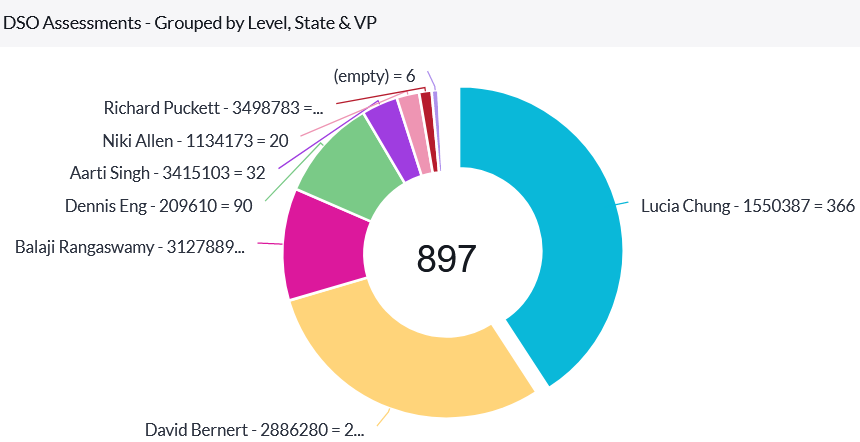 DSO Assessments - Grouped by Level, State & VP
(empty) = 6
Richard Puckett - 3498783 =...
Niki Allen - 1134173 = 20
Aarti Singh - 3415103 = 32
Dennis Eng - 209610 = 90
Lucia Chung - 1550387 = 366
Balaji Rangaswamy - 3127889...
897
David Bernert - 2886280 = 2...